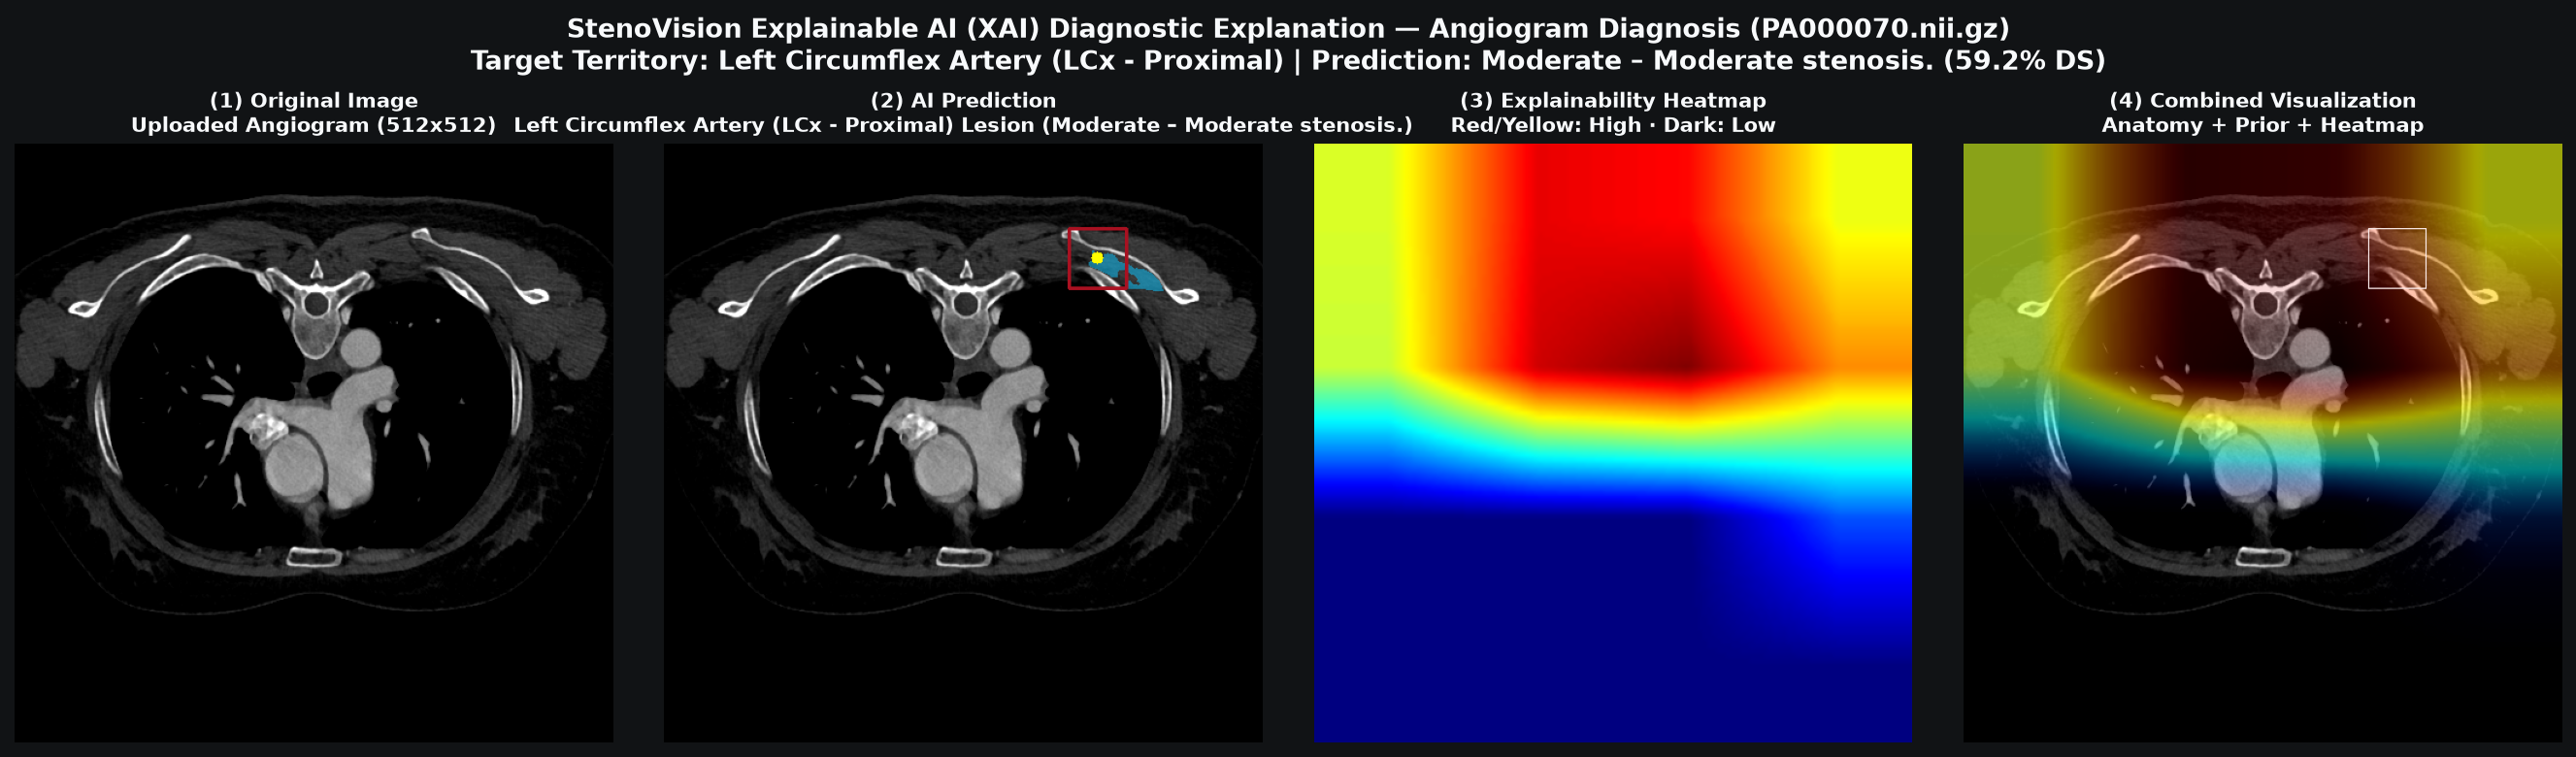 StenoVision Explainable AI (XAI) Diagnostic Explanation — Angiogram Diagnosis (PA000070.nii.gz)
Target Territory: Left Circumflex Artery (LCx - Proximal) | Prediction: Moderate – Moderate stenosis. (59.2% DS)
(1) Original Image
Uploaded Angiogram (512x512)
(2) AI Prediction
Left Circumflex Artery (LCx - Proximal) Lesion (Moderate – Moderate stenosis.)
(3) Explainability Heatmap
Red/Yellow: High · Dark: Low
(4) Combined Visualization
Anatomy + Prior + Heatmap